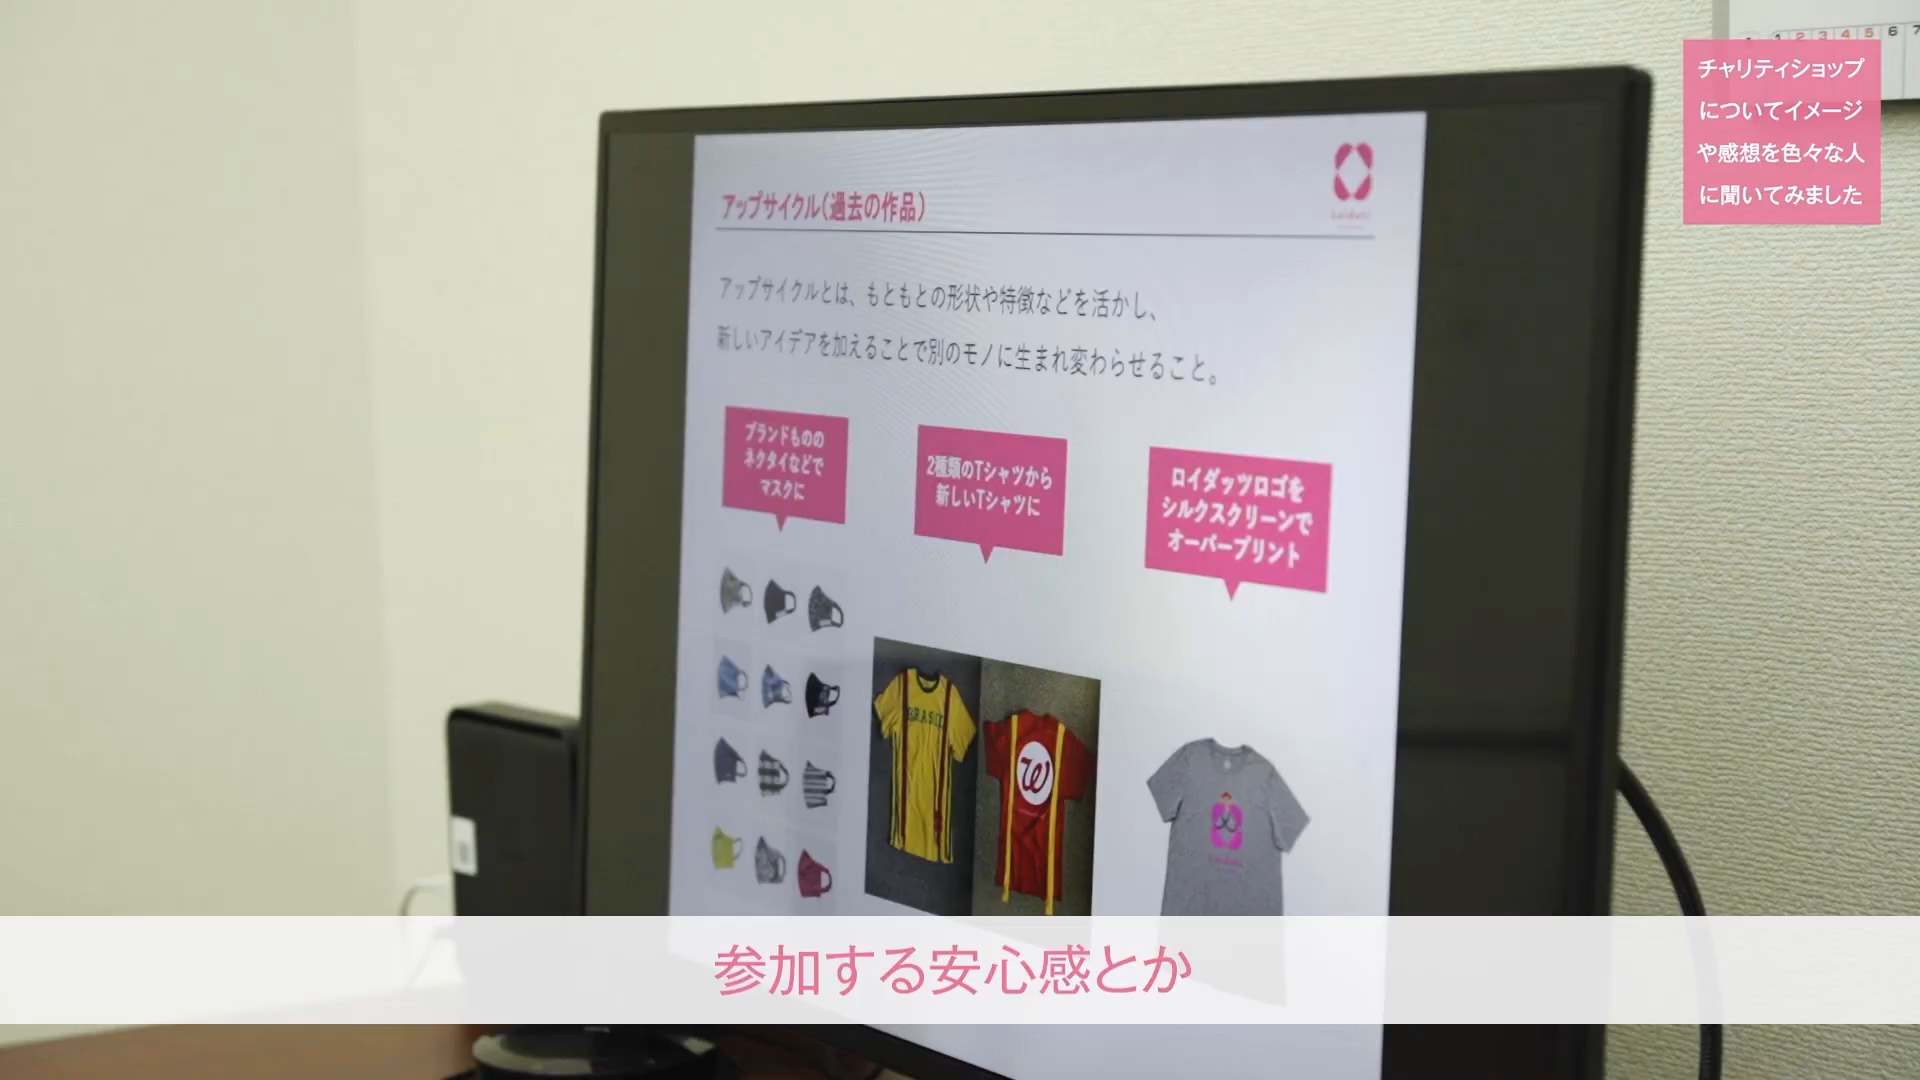 チャリティショップ
についてイメージ
や感想を色々な人
に聞いてみました
アップサイクル(過去の作品)
アップサイクルとは、もともとの形状や特徴などを活かし、
新しいアイデアを加えることで別のモノに生まれ変わらせること。
ブランドものの
ネクタイなどで
マスクに
2種類のTシャツから
新しいTシャツに
ロイダッツロゴを
シルクスクリーンで
オーバープリント
BRASIL
W
参加する安心感とか